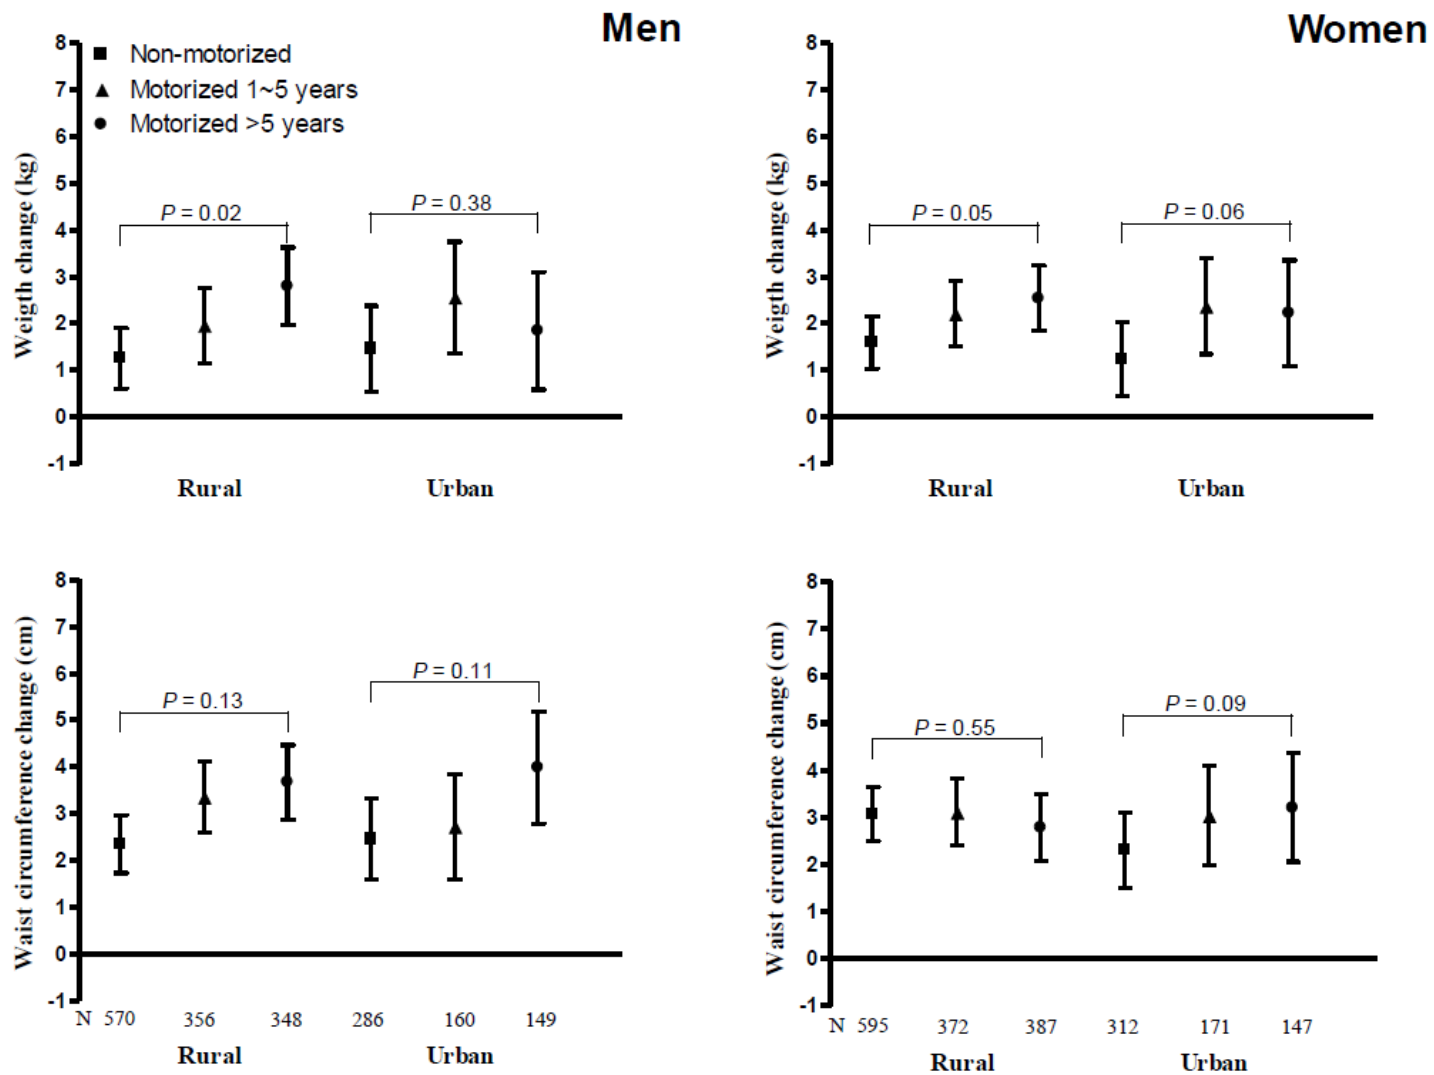 Men
8
Non-motorized
7
Motorized 1~5 years
6
Motorized >5 years
5
4
3
2
1
0
-1
Weigth change (kg)
P = 0.02
P = 0.38
Rural
Urban
Women
8
7
6
5
4
3
2
1
0
-1
Weigth change (kg)
P = 0.05
P = 0.06
Rural
Urban
8
7
6
5
4
3
2
1
0
-1
Waist circumference change (cm)
P = 0.13
P = 0.11
N 570 356 348 286 160 149
Rural
Urban
8
7
6
5
4
3
2
1
0
-1
Waist circumference change (cm)
P = 0.55
P = 0.09
N 595 372 387 312 171 147
Rural
Urban